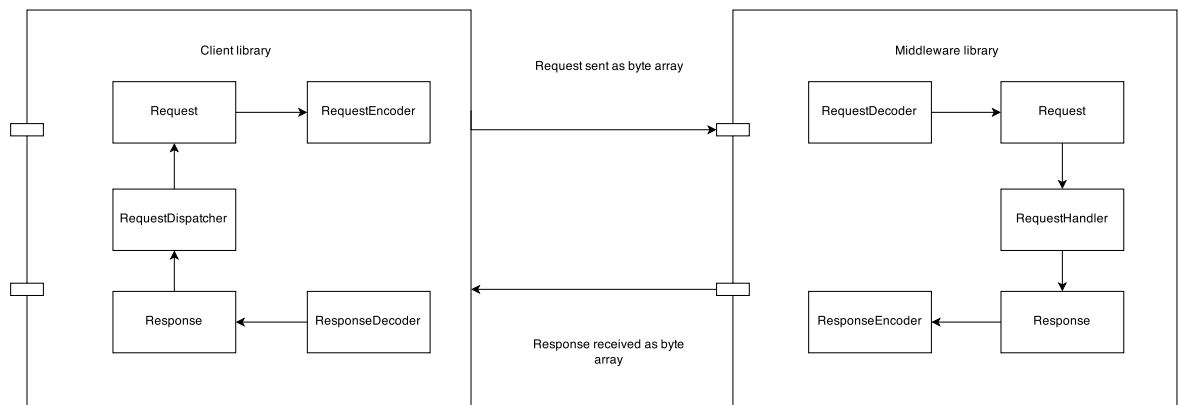 Client library
Request
RequestEncoder
RequestDispatcher
Response
ResponseDecoder
Request sent as byte array
Response received as byte
array
Middleware library
RequestDecoder
Request
RequestHandler
ResponseEncoder
Response